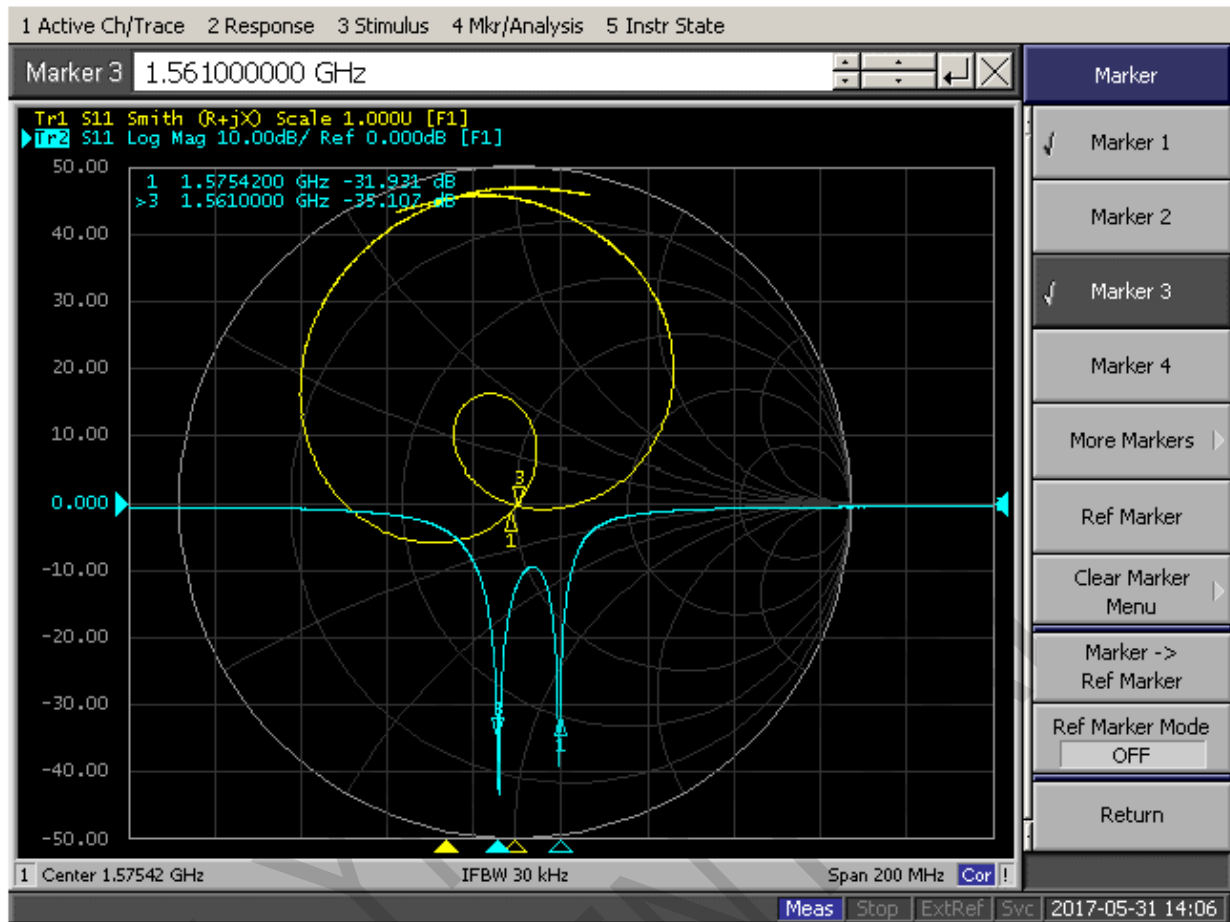 1 Active Ch/Trace 2 Response 3 Stimulus 4 Mkr/Analysis 5 Instr State
Marker 3 1.561000000 GHz
Tr1 S11 Smith (R+jX) Scale 1.000U [F1]
Tr2 S11 Log Mag 10.00dB/ Ref 0.000dB [F1]
50.00
1 1.5754200 GHz -31.931 dB
>3 1.5610000 GHz -35.107 dB
40.00
30.00
20.00
10.00
0.000
-10.00
-20.00
-30.00
-40.00
-50.00
3
1
3
1
1 Center 1.57542 GHz IFBW 30 kHz Span 200 MHz Cor !
Marker
Marker 1
Marker 2
Marker 3
Marker 4
More Markers
Ref Marker
Clear Marker
Menu
Marker ->
Ref Marker
Ref Marker Mode
OFF
Return
Meas Stop ExtRef Svc 2017-05-31 14:06